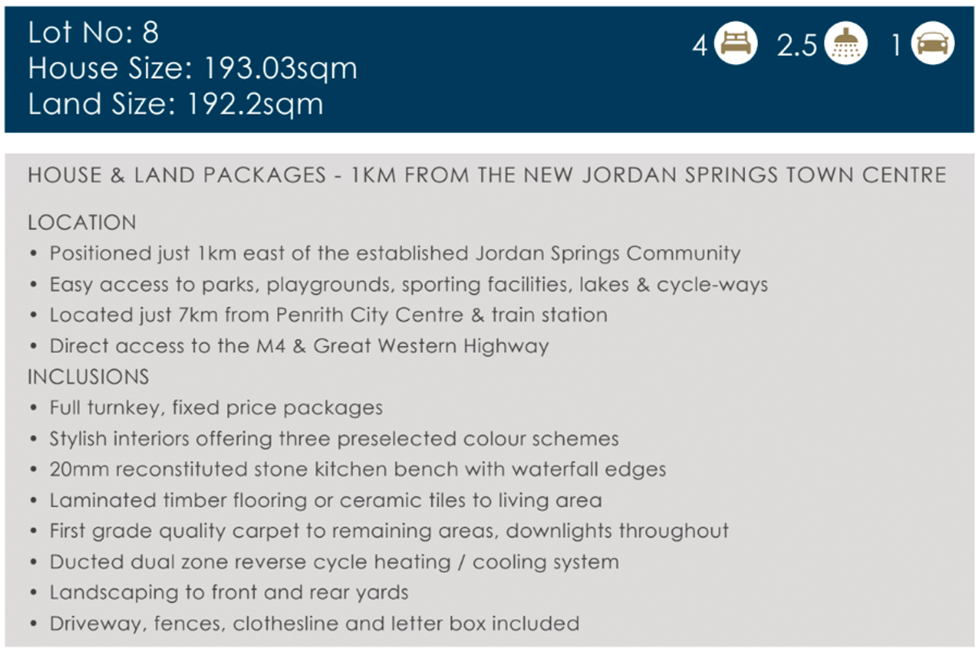 Lot No: 8
House Size: 193.03sqm
Land Size: 192.2sqm
4 2.5 1
HOUSE & LAND PACKAGES - 1KM FROM THE NEW JORDAN SPRINGS TOWN CENTRE
LOCATION
• Positioned just 1km east of the established Jordan Springs Community
• Easy access to parks, playgrounds, sporting facilities, lakes & cycle-ways
• Located just 7km from Penrith City Centre & train station
• Direct access to the M4 & Great Western Highway
INCLUSIONS
• Full turnkey, fixed price packages
• Stylish interiors offering three preselected colour schemes
• 20mm reconstituted stone kitchen bench with waterfall edges
• Laminated timber flooring or ceramic tiles to living area
• First grade quality carpet to remaining areas, downlights throughout
• Ducted dual zone reverse cycle heating / cooling system
• Landscaping to front and rear yards
• Driveway, fences, clothesline and letter box included